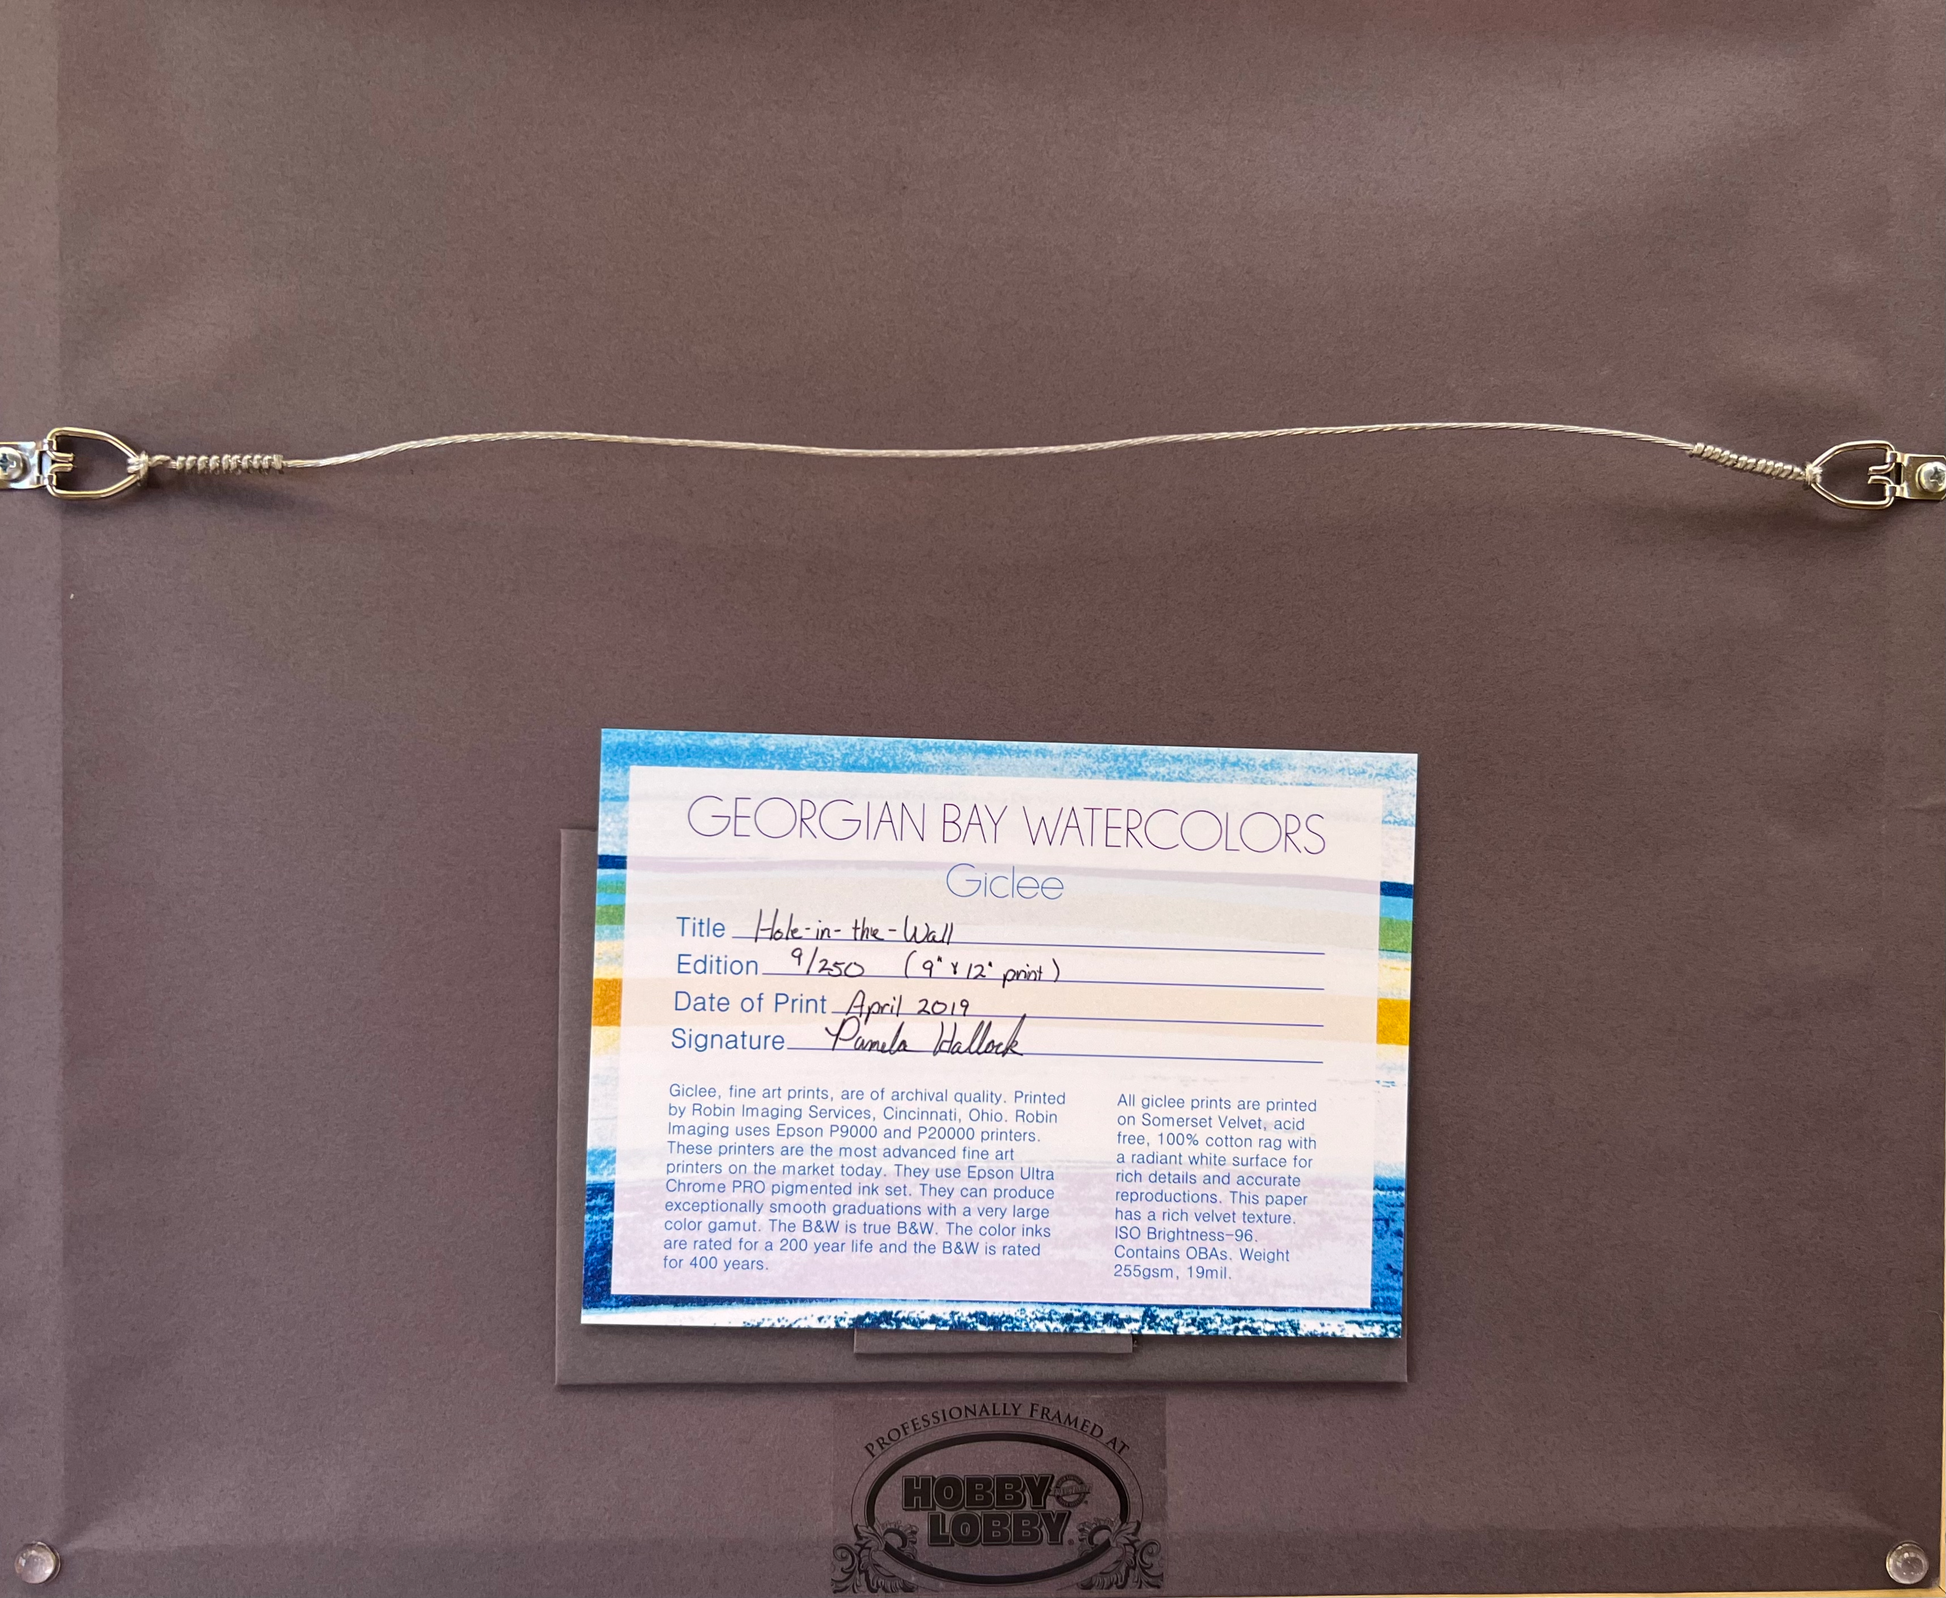 GEORGIAN BAY WATERCOLORS
Giclee
Title Hole-in-the-Wall
Edition 9/250 (9" x 12" print)
Date of Print April 2019
Signature Pamela Hallock
Giclee, fine art prints, are of archival quality. Printed
by Robin Imaging Services, Cincinnati, Ohio. Robin
Imaging uses Epson P9000 and P20000 printers.
These printers are the most advanced fine art
printers on the market today. They use Epson Ultra
Chrome PRO pigmented ink set. They can produce
exceptionally smooth graduations with a very large
color gamut. The B&W is true B&W. The color inks
are rated for a 200 year life and the B&W is rated
for 400 years.
All giclee prints are printed
on Somerset Velvet, acid
free, 100% cotton rag with
a radiant white surface for
rich details and accurate
reproductions. This paper
has a rich velvet texture.
ISO Brightness-96.
Contains OBAs. Weight
255gsm, 19mil.
PROFESSIONALLY FRAMED AT
HOBBY
LOBBY®